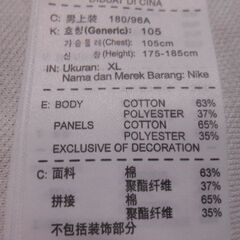 DIBUAT DI CINA
C: 男上装 180/96A
K: 호칭(Generic): 105
가슴둘레(Chest): 105cm
신 장(Height): 175-185cm
IN: Ukuran: XL
Nama dan Merek Barang: Nike
E: BODY COTTON 63%
POLYESTER 37%
PANELS COTTON 65%
POLYESTER 35%
EXCLUSIVE OF DECORATION
C: 面料 棉 63%
聚酯纤维 37%
拼接 棉 65%
聚酯纤维 35%
不包括装饰部分